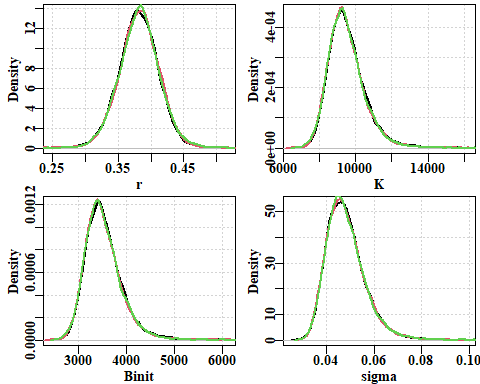 Density
0 2 4 6 8 12
0.25 0.35 0.45
r
Density
0e+00 2e-04 4e-04
6000 10000 14000
K
Density
0.0000 0.0006 0.0012
3000 4000 5000 6000
Binit
Density
0 10 30 50
0.04 0.06 0.08 0.10
sigma